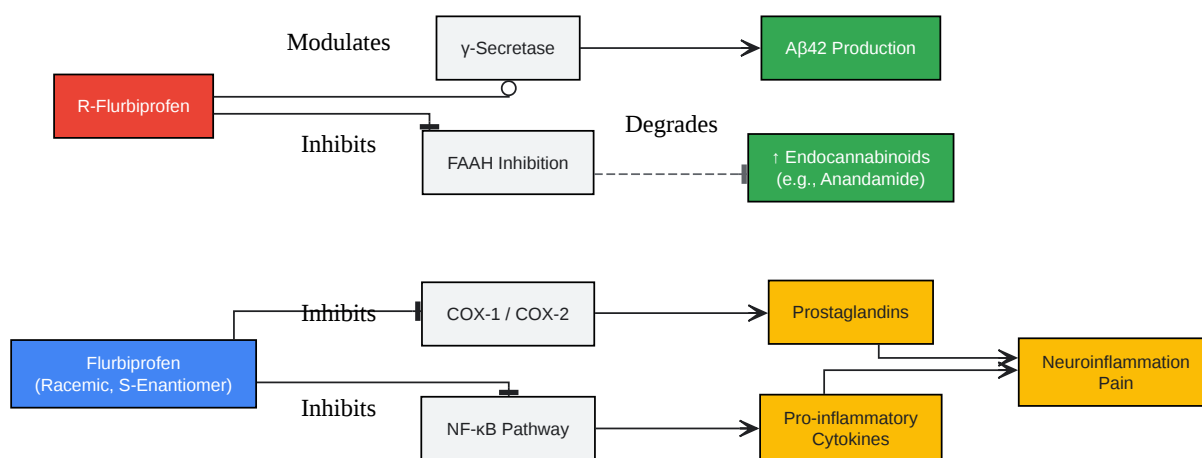 Modulates
γ-Secretase
Aβ42 Production
R-Flurbiprofen
Inhibits
FAAH Inhibition
Degrades
↑ Endocannabinoids
(e.g., Anandamide)
Inhibits
COX-1 / COX-2
Prostaglandins
Flurbiprofen
(Racemic, S-Enantiomer)
Inhibits
NF-κB Pathway
Pro-inflammatory
Cytokines
Neuroinflammation
Pain